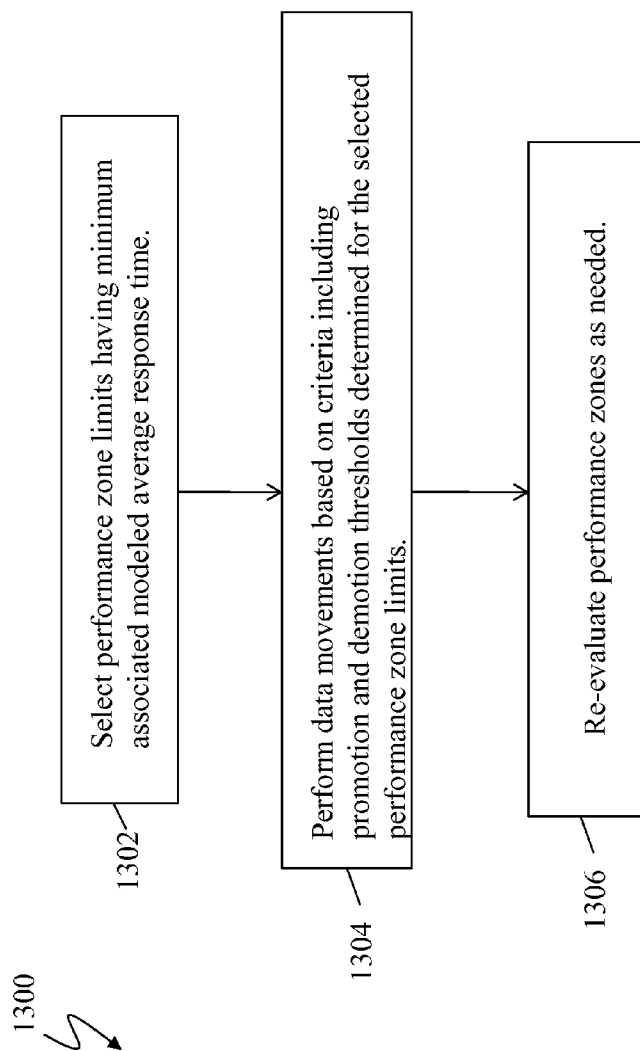 1300
1302
Select performance zone limits having minimum
associated modeled average response time.
1304
Perform data movements based on criteria including
promotion and demotion thresholds determined for the selected
performance zone limits.
1306
Re-evaluate performance zones as needed.